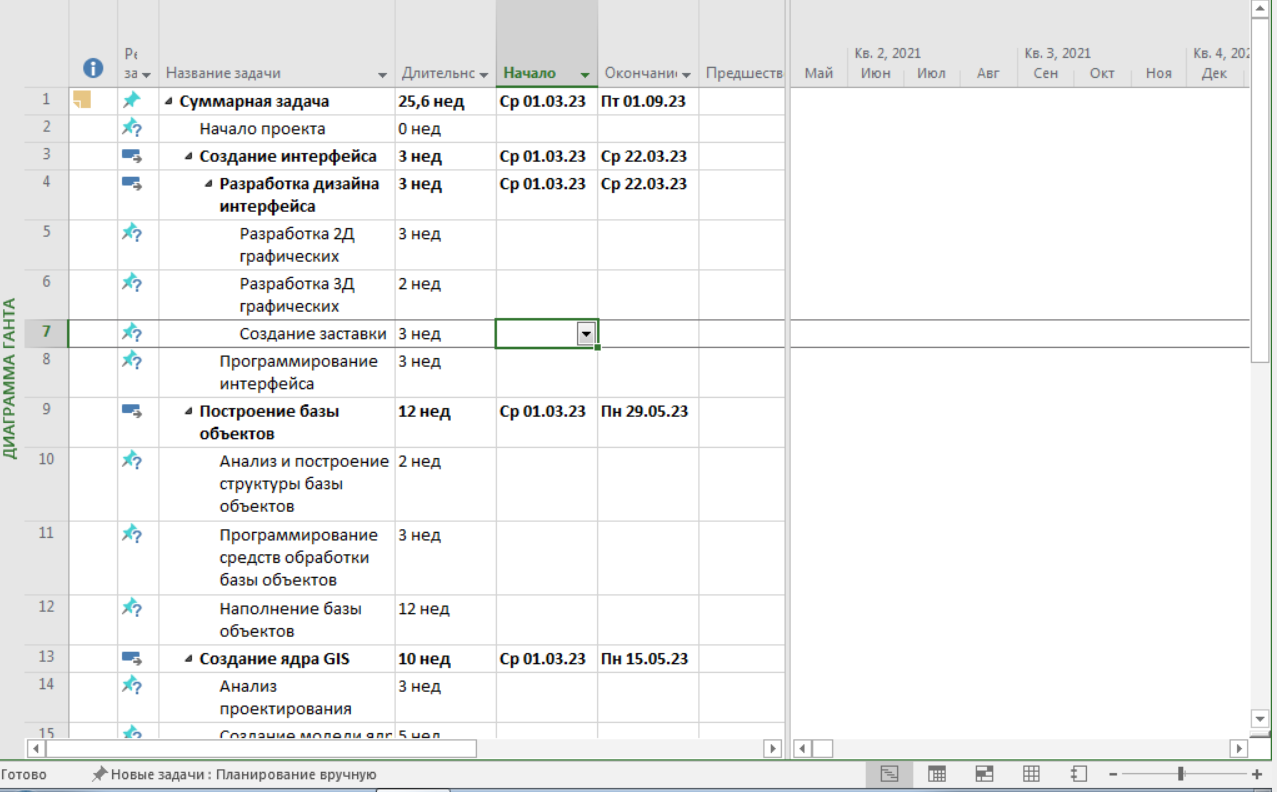 Кв. 2, 2021 Кв. 3, 2021 Кв. 4, 202
Ре
за Название задачи Длительнс Начало Окончани Предшеств Май Июн Июл Авг Сен Окт Ноя Дек
1 Суммарная задача 25,6 нед Ср 01.03.23 Пт 01.09.23
2 Начало проекта 0 нед
3 Создание интерфейса 3 нед Ср 01.03.23 Ср 22.03.23
4 Разработка дизайна 3 нед Ср 01.03.23 Ср 22.03.23
интерфейса
5 Разработка 2Д 3 нед
графических
6 Разработка 3Д 2 нед
графических
7 Создание заставки 3 нед
8 Программирование 3 нед
интерфейса
9 Построение базы 12 нед Ср 01.03.23 Пн 29.05.23
объектов
10 Анализ и построение 2 нед
структуры базы
объектов
11 Программирование 3 нед
средств обработки
базы объектов
12 Наполнение базы 12 нед
объектов
13 Создание ядра GIS 10 нед Ср 01.03.23 Пн 15.05.23
14 Анализ 3 нед
проектирования
15 Создание модели ядр 5 нед
ДИАГРАММА ГАНТА
Готово Новые задачи : Планирование вручную